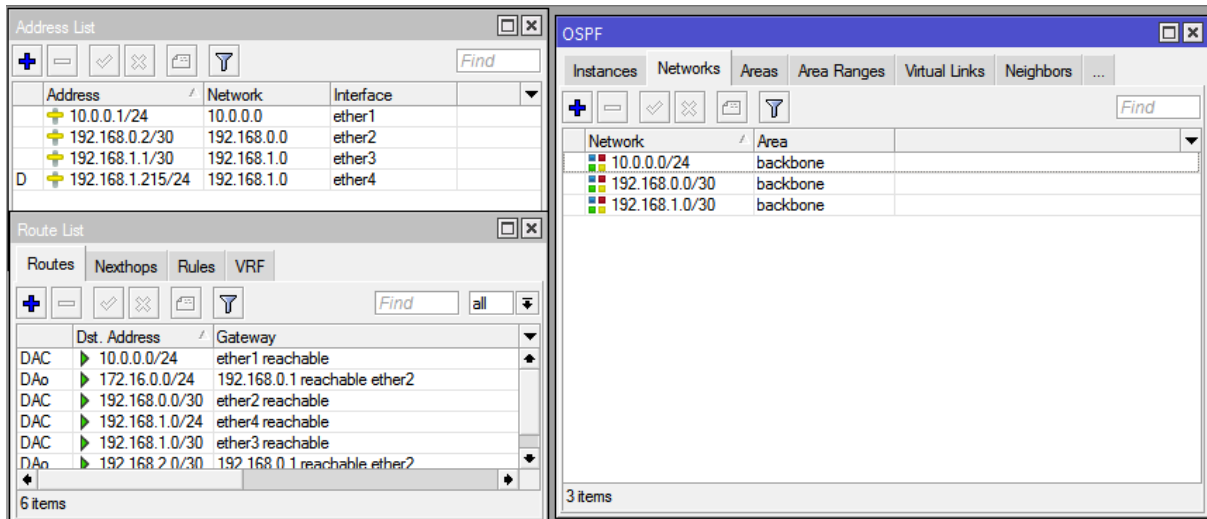 Address List
Find
Address Network Interface
10.0.0.1/24 10.0.0.0 ether1
192.168.0.2/30 192.168.0.0 ether2
192.168.1.1/30 192.168.1.0 ether3
D 192.168.1.215/24 192.168.1.0 ether4
Route List
Routes Nexthops Rules VRF
Find all
Dst. Address Gateway
DAC 10.0.0.0/24 ether1 reachable
DAo 172.16.0.0/24 192.168.0.1 reachable ether2
DAC 192.168.0.0/30 ether2 reachable
DAC 192.168.1.0/24 ether4 reachable
DAC 192.168.1.0/30 ether3 reachable
DAo 192.168.2.0/30 192.168.0.1 reachable ether2
6 items
OSPF
Instances Networks Areas Area Ranges Virtual Links Neighbors ...
Find
Network Area
10.0.0.0/24 backbone
192.168.0.0/30 backbone
192.168.1.0/30 backbone
3 items